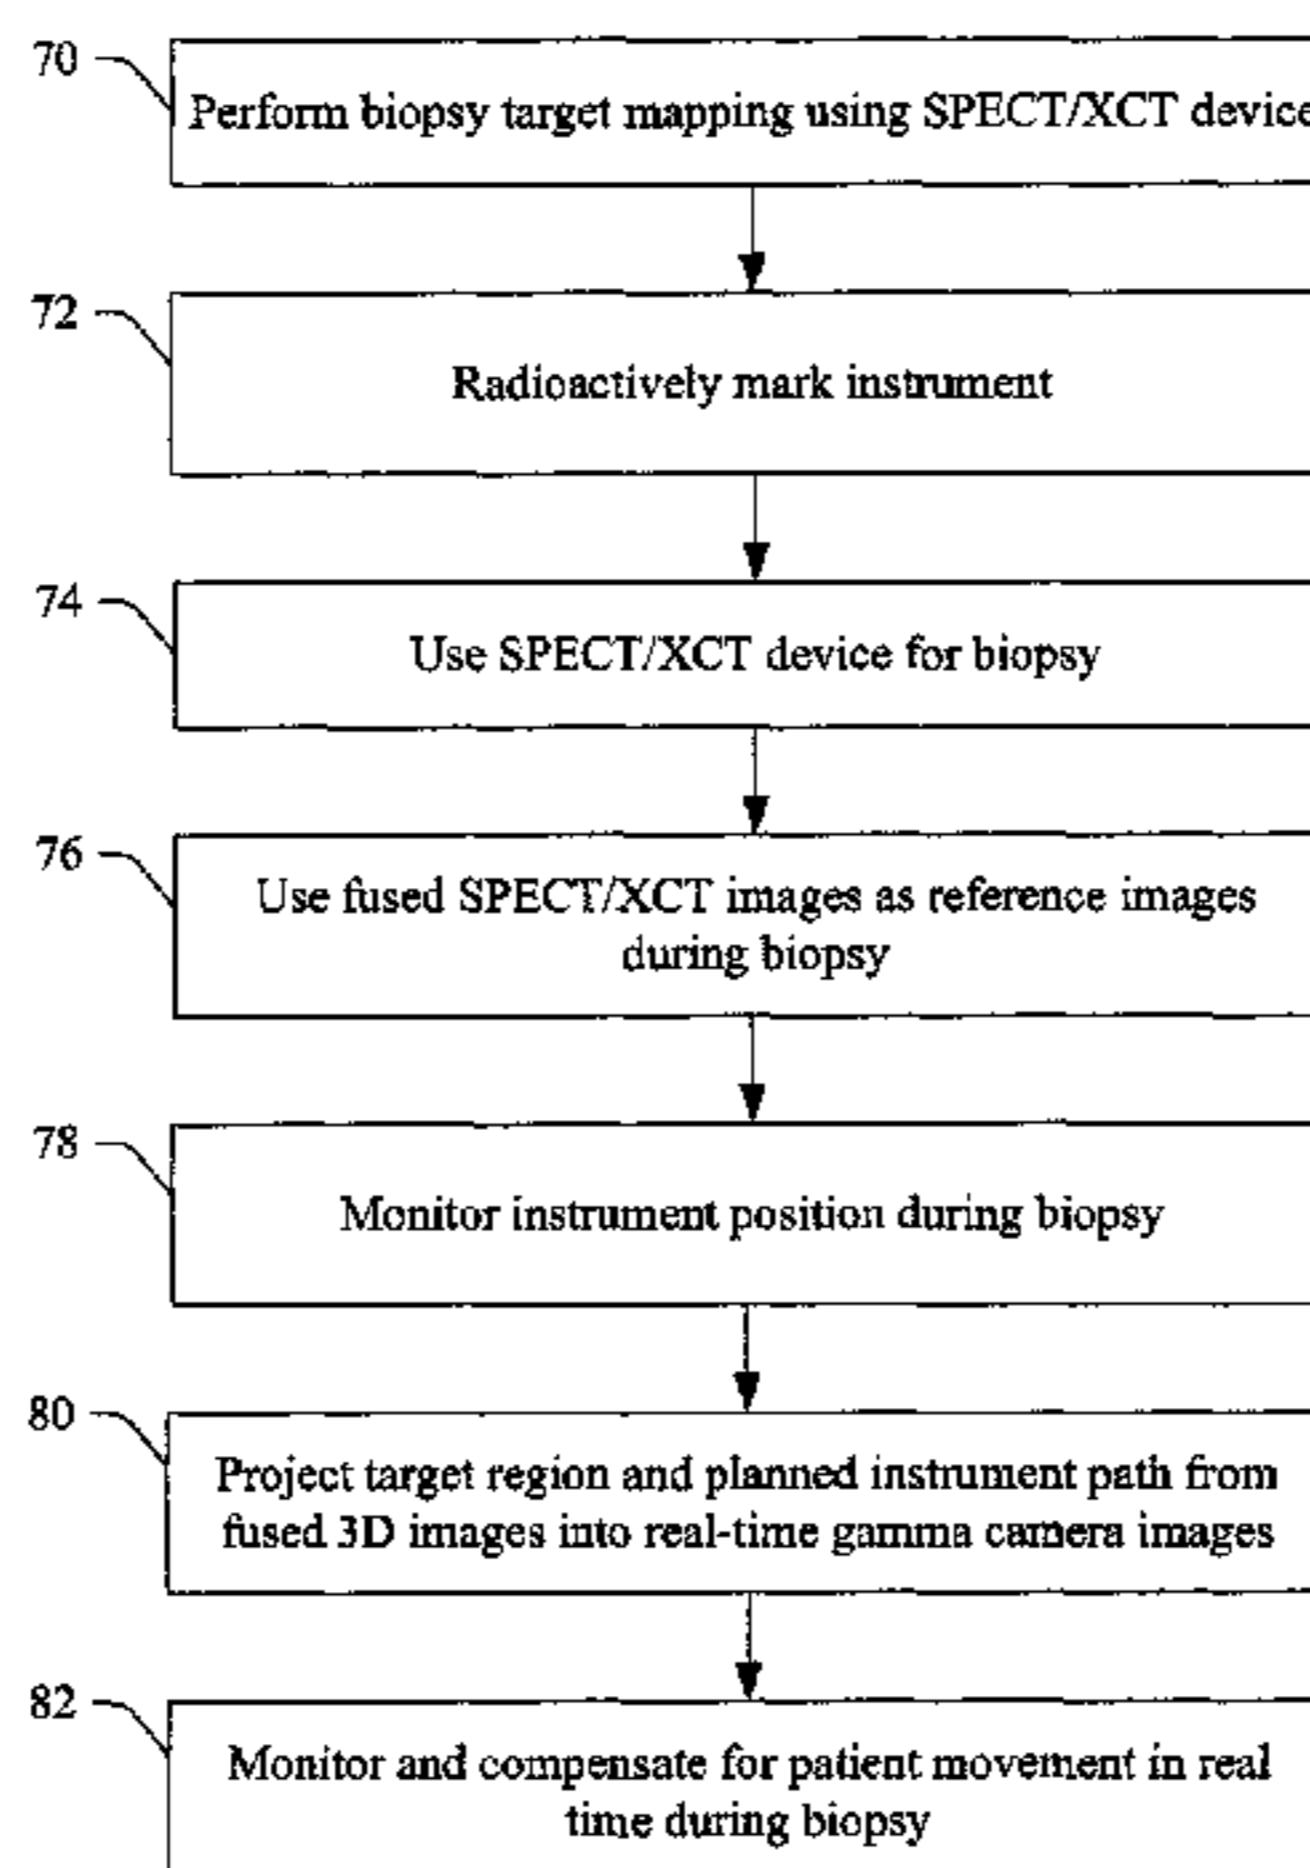 70
Perform biopsy target mapping using SPECT/XCT device
72
Radioactively mark instrument
74
Use SPECT/XCT device for biopsy
76
Use fused SPECT/XCT images as reference images
during biopsy
78
Monitor instrument position during biopsy
80
Project target region and planned instrument path from
fused 3D images into real-time gamma camera images
82
Monitor and compensate for patient movement in real
time during biopsy